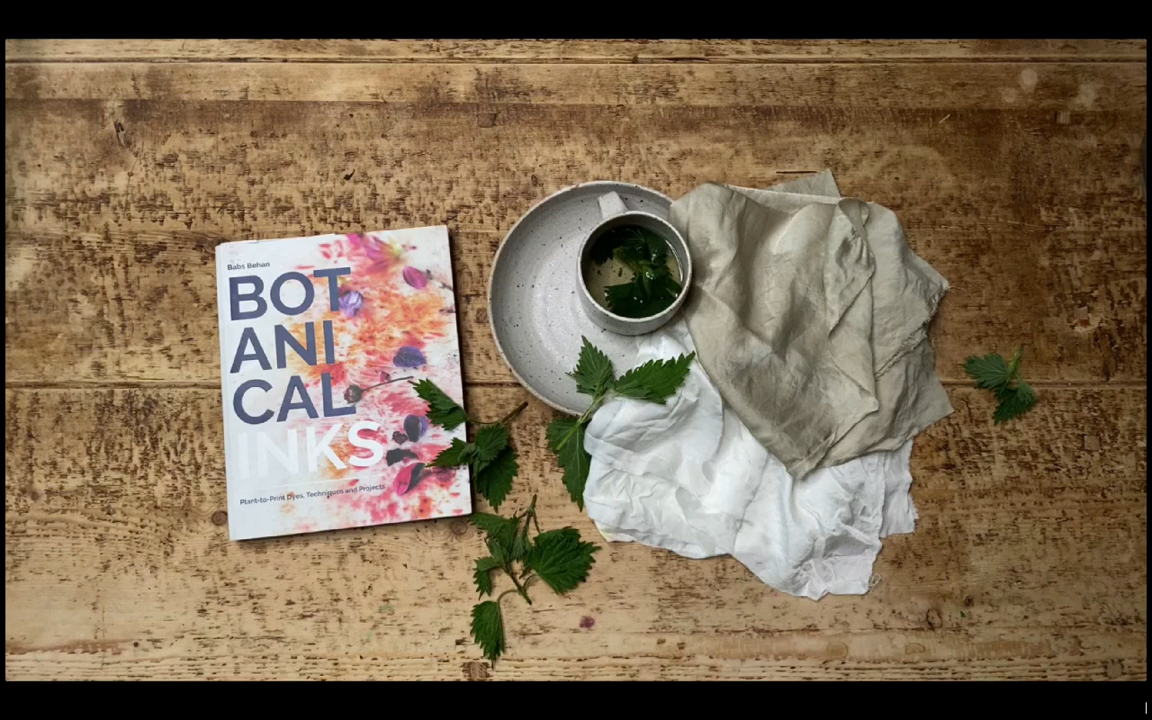 Babs Behan
BOT
ANI
CAL
INKS
Plant-to-Print Dyes, Techniques and Projects